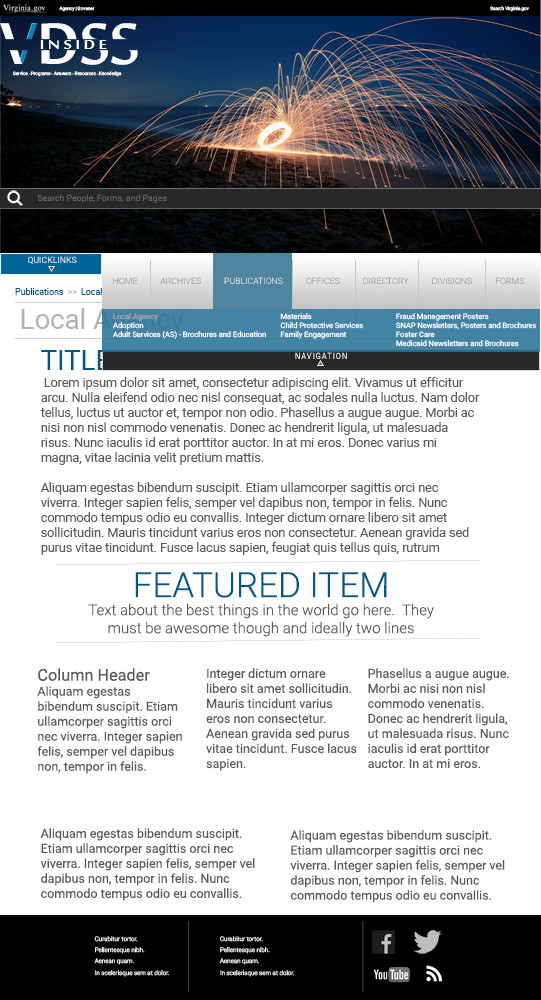 Virginia.gov Agency | Govaner Search Virginia.gov
VDSS
INSIDE
Service - Programs - Answers - Resources - Knowledge
Search People, Forms, and Pages
QUICKLINKS
HOME ARCHIVES PUBLICATIONS OFFICES DIRECTORY DIVISIONS FORMS
Publications >> Local
Local Agency
Local Agency
Adoption
Adult Services (AS) - Brochures and Education
Materials
Child Protective Services
Family Engagement
Fraud Management Posters
SNAP Newsletters, Posters and Brochures
Foster Care
Medicaid Newsletters and Brochures
NAVIGATION
TITLE
Lorem ipsum dolor sit amet, consectetur adipiscing elit. Vivamus ut efficitur
arcu. Nulla eleifend odio nec nisl consequat, ac sodales nulla luctus. Nam dolor
tellus, luctus ut auctor et, tempor non odio. Phasellus a augue augue. Morbi ac
nisi non nisl commodo venenatis. Donec ac hendrerit ligula, ut malesuada
risus. Nunc iaculis id erat porttitor auctor. In at mi eros. Donec varius mi
magna, vitae lacinia velit pretium mattis.
Aliquam egestas bibendum suscipit. Etiam ullamcorper sagittis orci nec
viverra. Integer sapien felis, semper vel dapibus non, tempor in felis. Nunc
commodo tempus odio eu convallis. Integer dictum ornare libero sit amet
sollicitudin. Mauris tincidunt varius eros non consectetur. Aenean gravida sed
purus vitae tincidunt. Fusce lacus sapien, feugiat quis tellus quis, rutrum
FEATURED ITEM
Text about the best things in the world go here. They
must be awesome though and ideally two lines
Column Header
Aliquam egestas
bibendum suscipit. Etiam
ullamcorper sagittis orci
nec viverra. Integer sapien
felis, semper vel dapibus
non, tempor in felis.
Integer dictum ornare
libero sit amet sollicitudin.
Mauris tincidunt varius
eros non consectetur.
Aenean gravida sed purus
vitae tincidunt. Fusce lacus
sapien.
Phasellus a augue augue.
Morbi ac nisi non nisl
commodo venenatis.
Donec ac hendrerit ligula,
ut malesuada risus. Nunc
iaculis id erat porttitor
auctor. In at mi eros.
Aliquam egestas bibendum suscipit.
Etiam ullamcorper sagittis orci nec
viverra. Integer sapien felis, semper vel
dapibus non, tempor in felis. Nunc
commodo tempus odio eu convallis.
Aliquam egestas bibendum suscipit.
Etiam ullamcorper sagittis orci nec
viverra. Integer sapien felis, semper vel
dapibus non, tempor in felis. Nunc
commodo tempus odio eu convallis.
Curabitur tortor.
Pellentesque nibh.
Aenean quam.
In scelerisque sem at dolor.
Curabitur tortor.
Pellentesque nibh.
Aenean quam.
In scelerisque sem at dolor.
f
You Tube